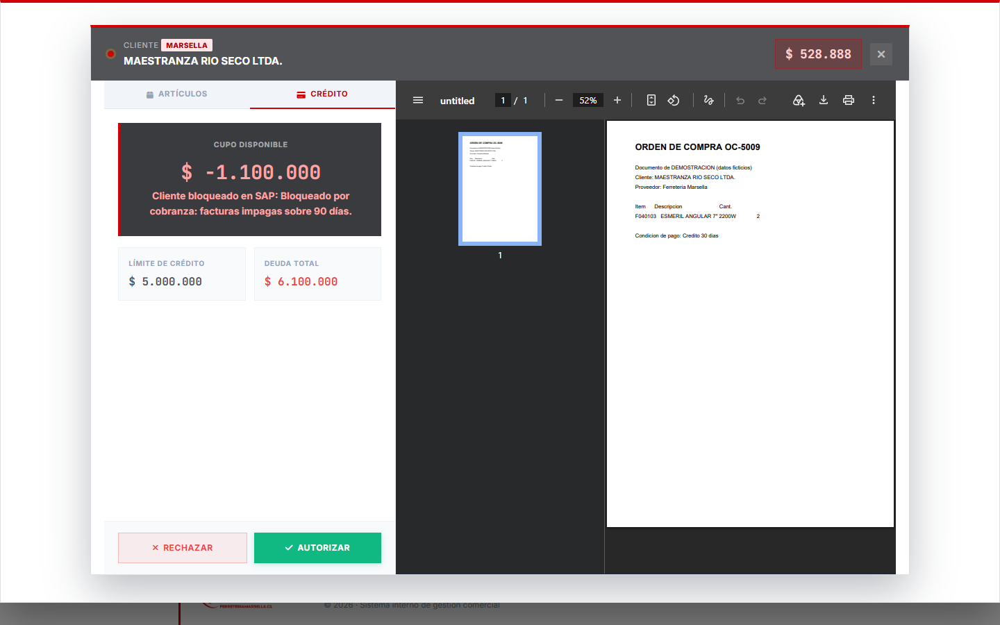 CLIENTE MARSELLA
MAESTRANZA RIO SECO LTDA.
$ 528.888
ARTÍCULOS
CRÉDITO
CUPO DISPONIBLE
$ -1.100.000
Cliente bloqueado en SAP: Bloqueado por
cobranza: facturas impagas sobre 90 días.
LÍMITE DE CRÉDITO
$ 5.000.000
DEUDA TOTAL
$ 6.100.000
RECHAZAR
AUTORIZAR
untitled
1 / 1
52%
1
ORDEN DE COMPRA OC-5009
Documento de DEMOSTRACION (datos ficticios)
Cliente: MAESTRANZA RIO SECO LTDA.
Proveedor: Ferreteria Marsella
Item Descripcion Cant.
F040103 ESMERIL ANGULAR 7" 2200W 2
Condicion de pago: Credito 30 dias
FERRETERIAMARSELLA.CL
© 2026 · Sistema interno de gestión comercial